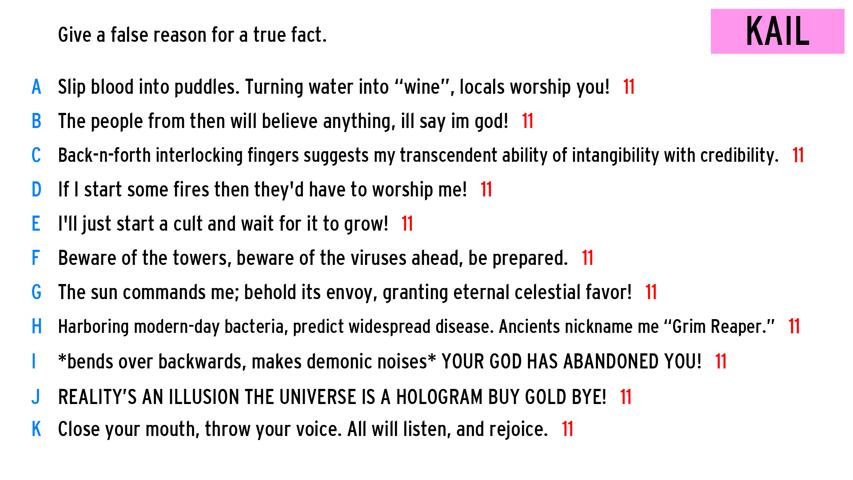 Give a false reason for a true fact.
KAIL
A Slip blood into puddles. Turning water into “wine”, locals worship you! 11
B The people from then will believe anything, ill say im god! 11
C Back-n-forth interlocking fingers suggests my transcendent ability of intangibility with credibility. 11
D If I start some fires then they'd have to worship me! 11
E I'll just start a cult and wait for it to grow! 11
F Beware of the towers, beware of the viruses ahead, be prepared. 11
G The sun commands me; behold its envoy, granting eternal celestial favor! 11
H Harboring modern-day bacteria, predict widespread disease. Ancients nickname me “Grim Reaper.” 11
I *bends over backwards, makes demonic noises* YOUR GOD HAS ABANDONED YOU! 11
J REALITY’S AN ILLUSION THE UNIVERSE IS A HOLOGRAM BUY GOLD BYE! 11
K Close your mouth, throw your voice. All will listen, and rejoice. 11